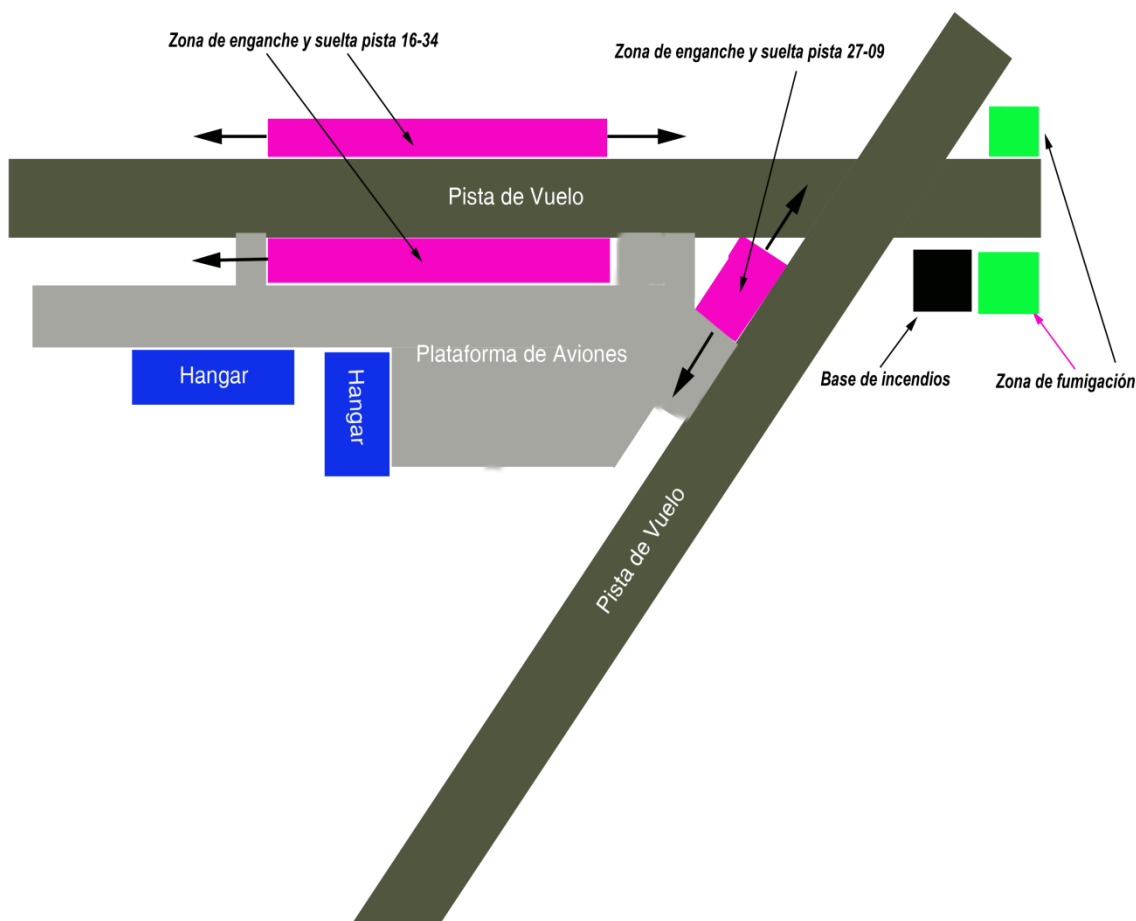 Zona de enganche y suelta pista 16-34
Zona de enganche y suelta pista 27-09
Pista de Vuelo
Plataforma de Aviones
Hangar
Hangar
Base de incendios
Zona de fumigación
Pista de Vuelo